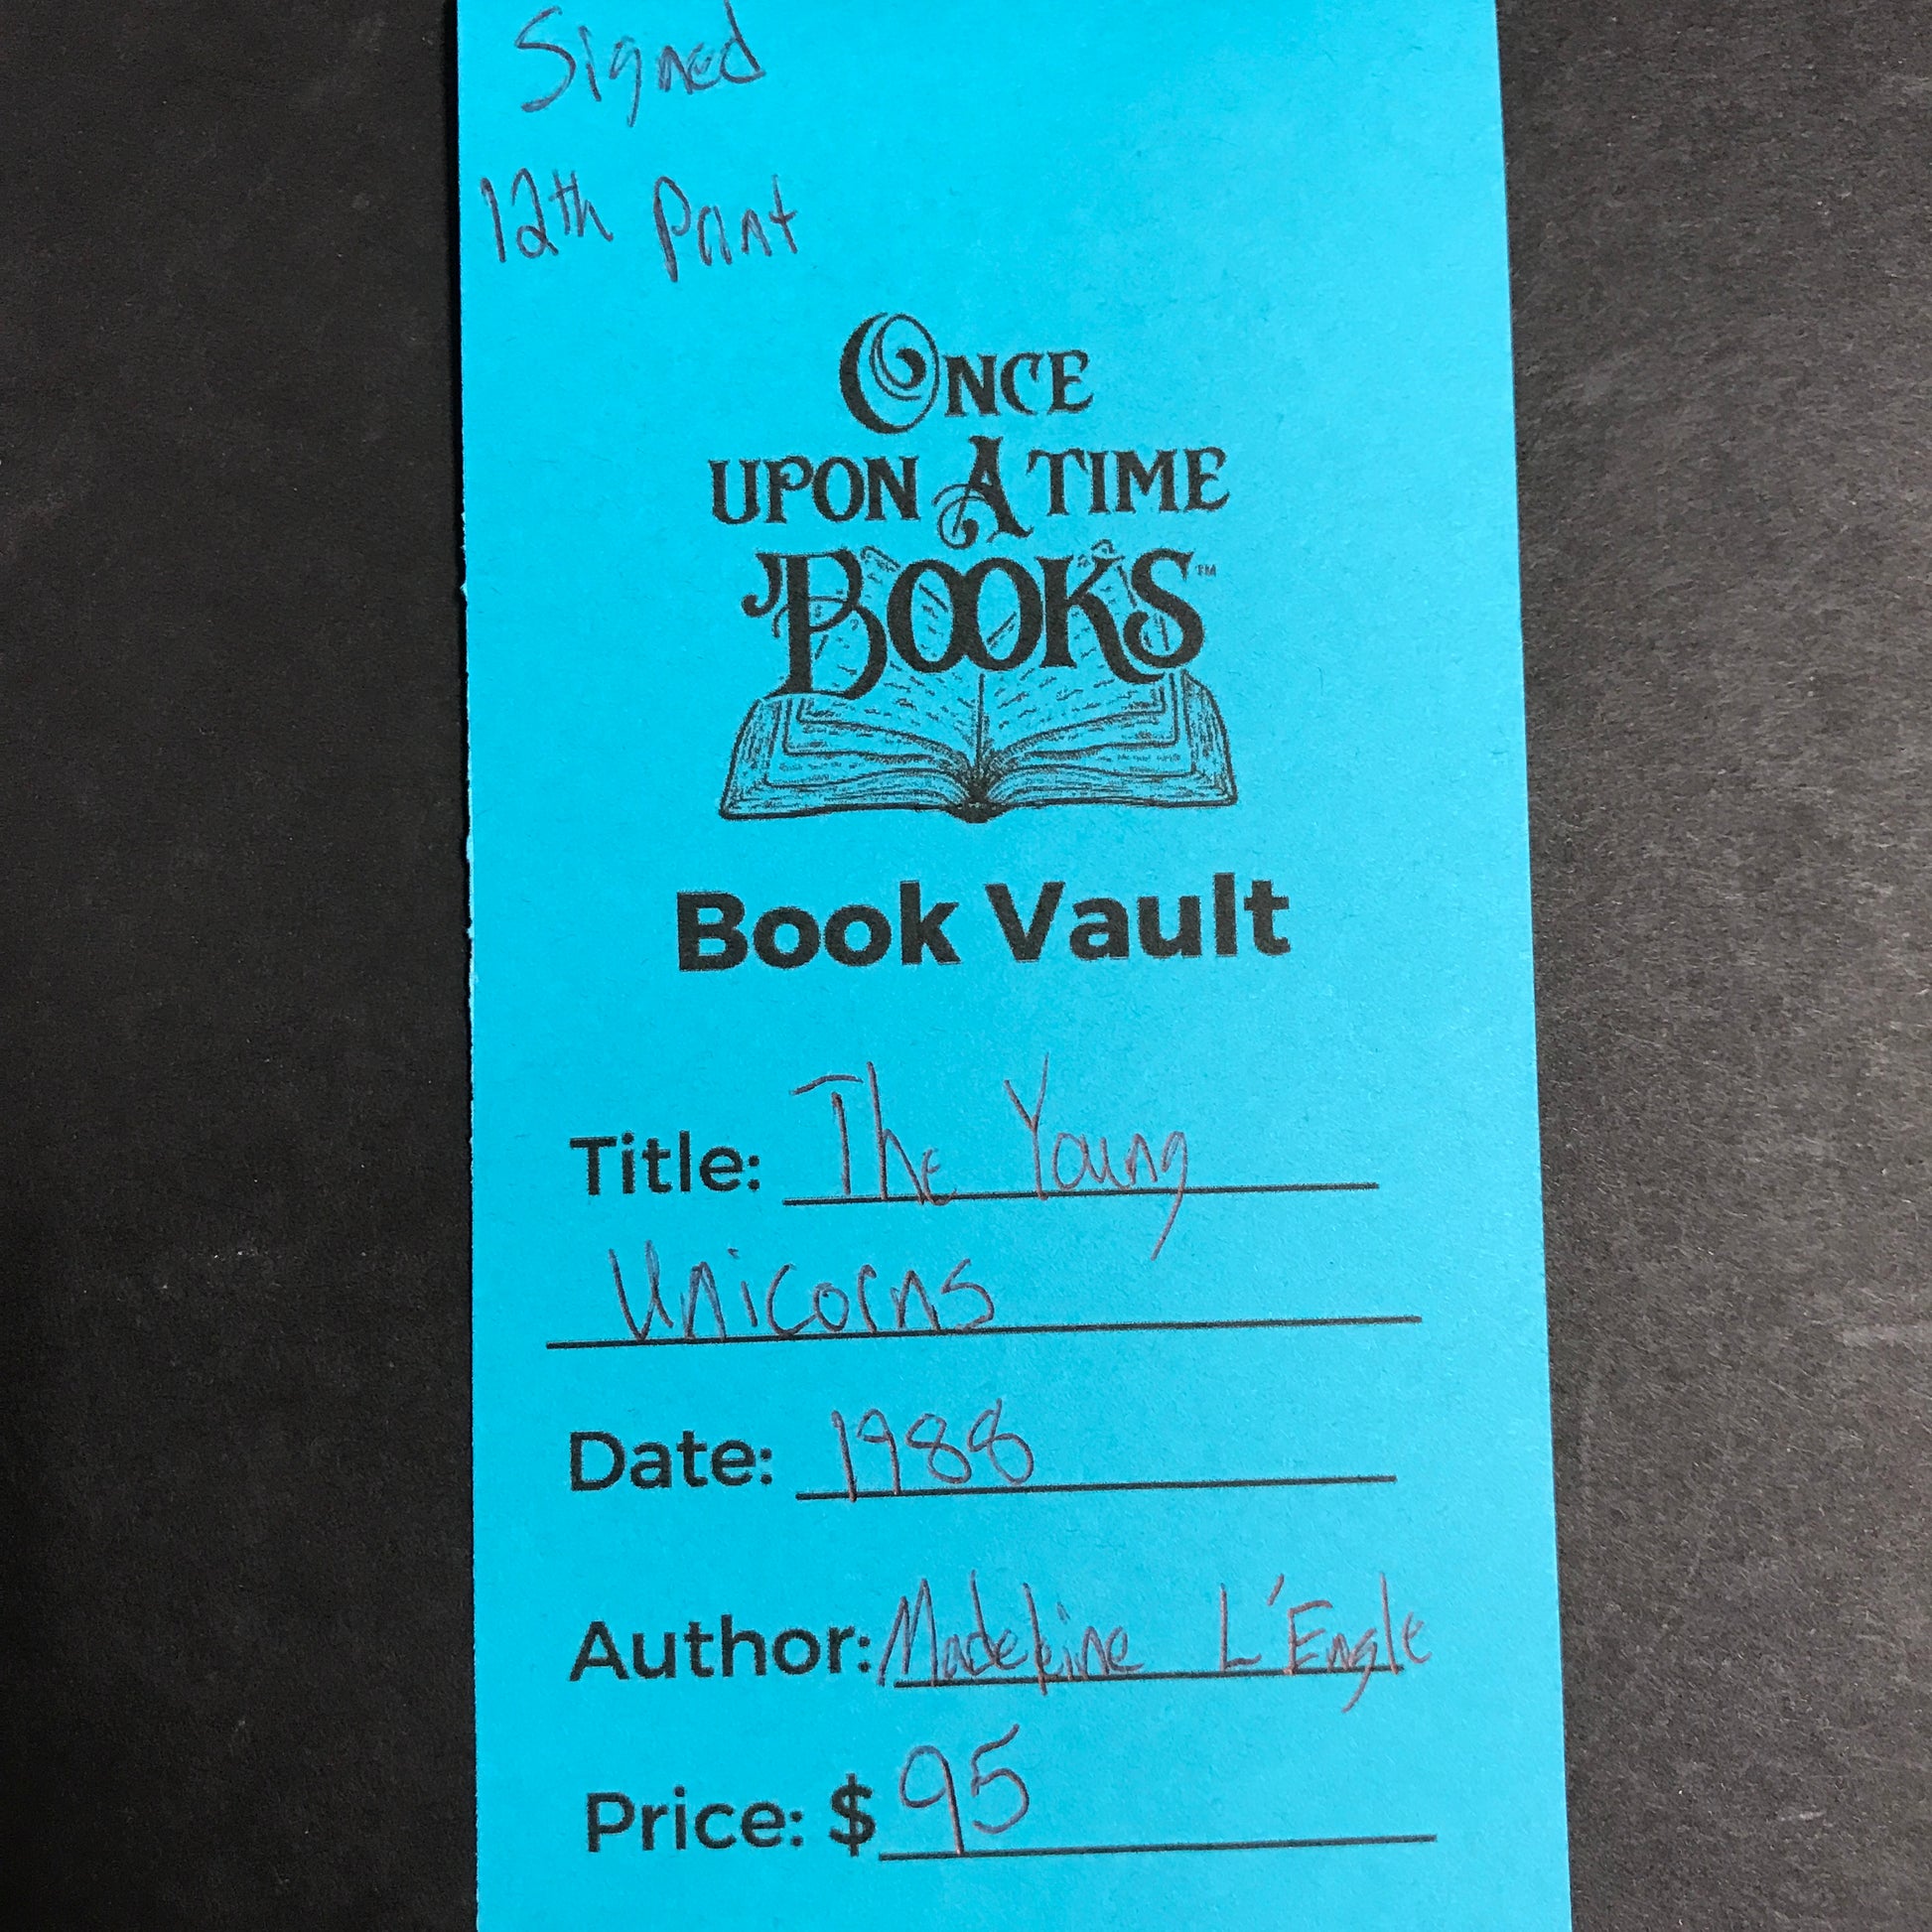 Signed
12th Print
ONCE
UPON A TIME
BOOKS™
Book Vault
Title: The Young
Unicorns
Date: 1988
Author: Madeleine L'Engle
Price: $95